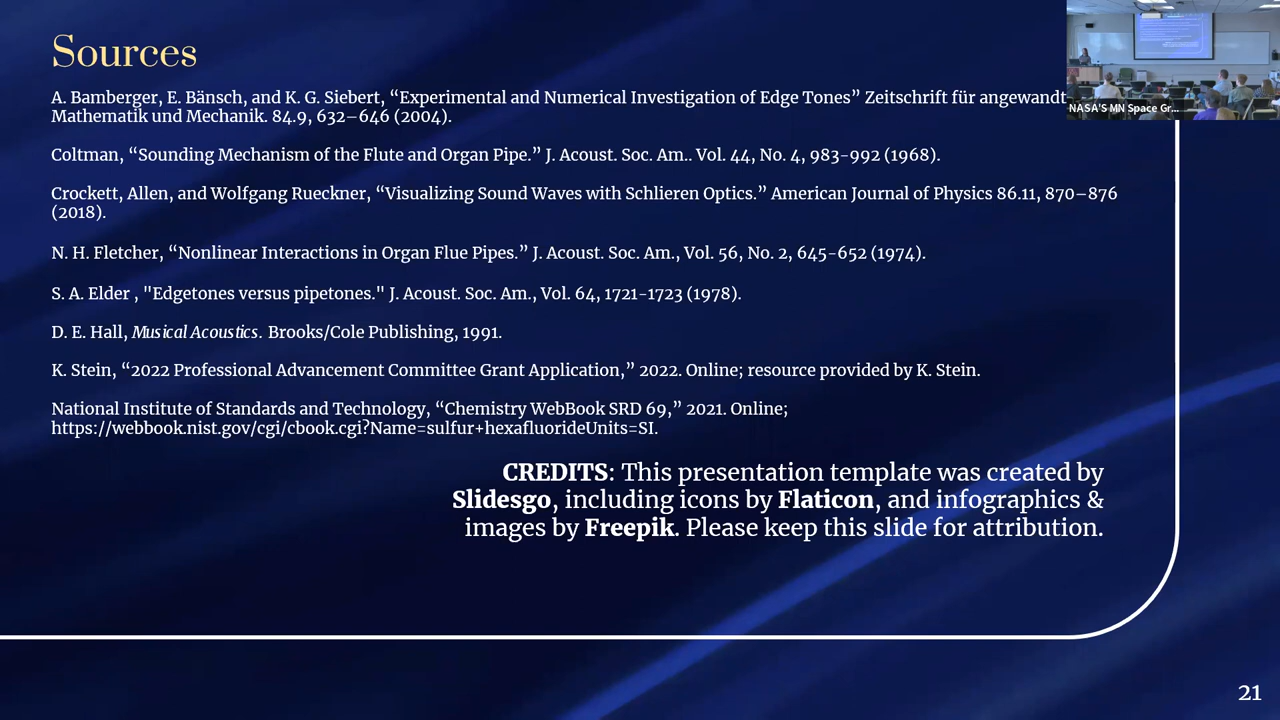 Sources
A. Bamberger, E. Bänsch, and K. G. Siebert, “Experimental and Numerical Investigation of Edge Tones” Zeitschrift für angewandt
Mathematik und Mechanik. 84.9, 632–646 (2004).
NASA'S MN Space Gr...
Coltman, “Sounding Mechanism of the Flute and Organ Pipe.” J. Acoust. Soc. Am.. Vol. 44, No. 4, 983-992 (1968).
Crockett, Allen, and Wolfgang Rueckner, “Visualizing Sound Waves with Schlieren Optics.” American Journal of Physics 86.11, 870–876
(2018).
N. H. Fletcher, “Nonlinear Interactions in Organ Flue Pipes.” J. Acoust. Soc. Am., Vol. 56, No. 2, 645-652 (1974).
S. A. Elder , "Edgetones versus pipetones." J. Acoust. Soc. Am., Vol. 64, 1721-1723 (1978).
D. E. Hall, Musical Acoustics. Brooks/Cole Publishing, 1991.
K. Stein, “2022 Professional Advancement Committee Grant Application,” 2022. Online; resource provided by K. Stein.
National Institute of Standards and Technology, “Chemistry WebBook SRD 69,” 2021. Online;
https://webbook.nist.gov/cgi/cbook.cgi?Name=sulfur+hexafluorideUnits=SI.
CREDITS: This presentation template was created by
Slidesgo, including icons by Flaticon, and infographics &
images by Freepik. Please keep this slide for attribution.
21